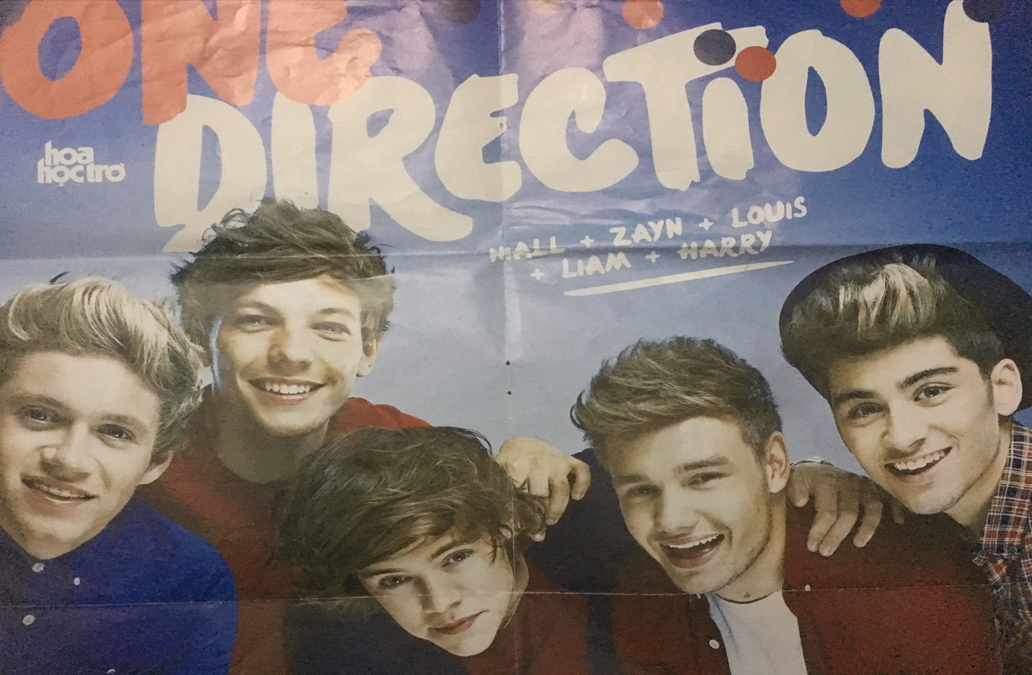 ONE
DIRECTION
hoa
học trò
NIALL + ZAYN + LOUIS
+ LIAM + HARRY